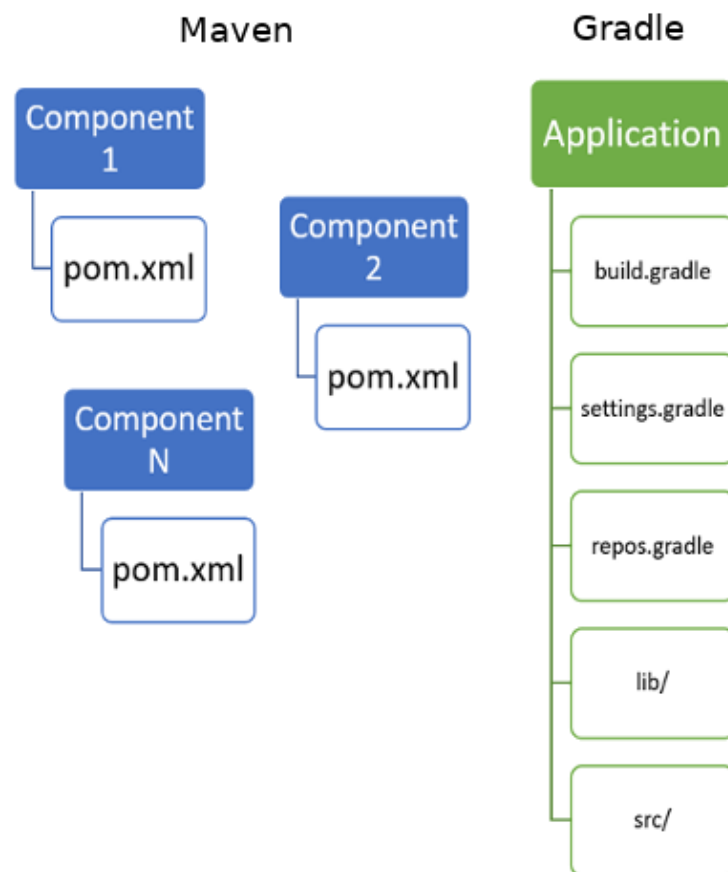 Maven
Gradle
Component
1
pom.xml
Component
2
pom.xml
Component
N
pom.xml
Application
build.gradle
settings.gradle
repos.gradle
lib/
src/